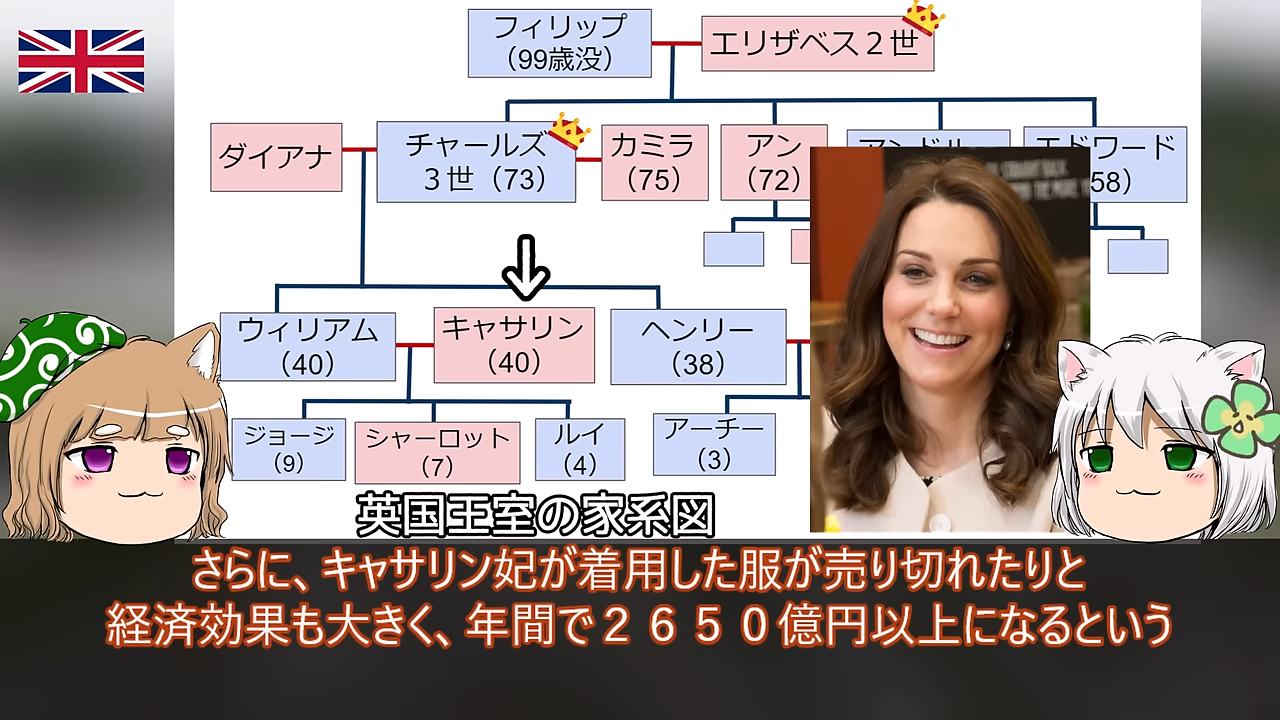 フィリップ
（99歳没）
エリザベス２世
ダイアナ
チャールズ
３世（73）
カミラ
（75）
アン
（72）
エドワード
58）
ウィリアム
（40）
キャサリン
（40）
ヘンリー
（38）
ジョージ
（9）
シャーロット
（7）
ルイ
（4）
アーチー
（3）
英国王室の家系図
さらに、キャサリン妃が着用した服が売り切れたりと
経済効果も大きく、年間で２６５０億円以上になるという